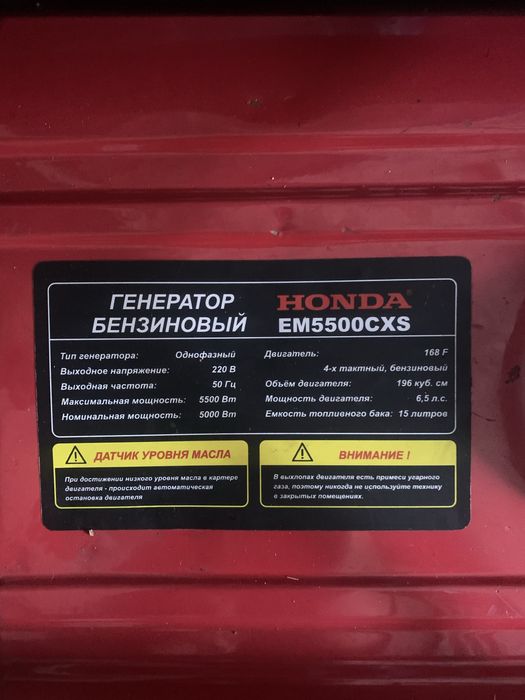 ГЕНЕРАТОР БЕНЗИНОВЫЙ
HONDA
EM5500CXS
Тип генератора: Однофазный
Выходное напряжение: 220 В
Выходная частота: 50 Гц
Максимальная мощность: 5500 Вт
Номинальная мощность: 5000 Вт
Двигатель: 168 F
4-х тактный, бензиновый
Объём двигателя: 196 куб. см
Мощность двигателя: 6,5 л.с.
Емкость топливного бака: 15 литров
ДАТЧИК УРОВНЯ МАСЛА
При достижении низкого уровня масла в картере
двигателя - происходит автоматическая
остановка двигателя
ВНИМАНИЕ !
В выхлопах двигателя есть примеси угарного
газа, поэтому никогда не используйте технику
в закрытых помещениях.